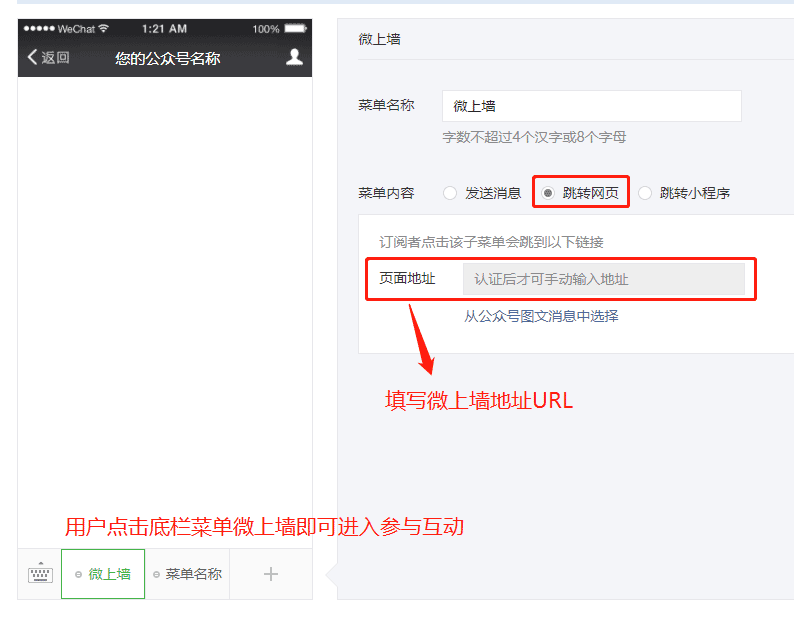 WeChat 1:21 AM 100%
返回 您的公众号名称
微上墙
菜单名称 微上墙
字数不超过4个汉字或8个字母
菜单内容 发送消息 跳转网页 跳转小程序
订阅者点击该子菜单会跳到以下链接
页面地址 认证后才可手动输入地址
从公众号图文消息中选择
填写微上墙地址URL
用户点击底栏菜单微上墙即可进入参与互动
微上墙 菜单名称